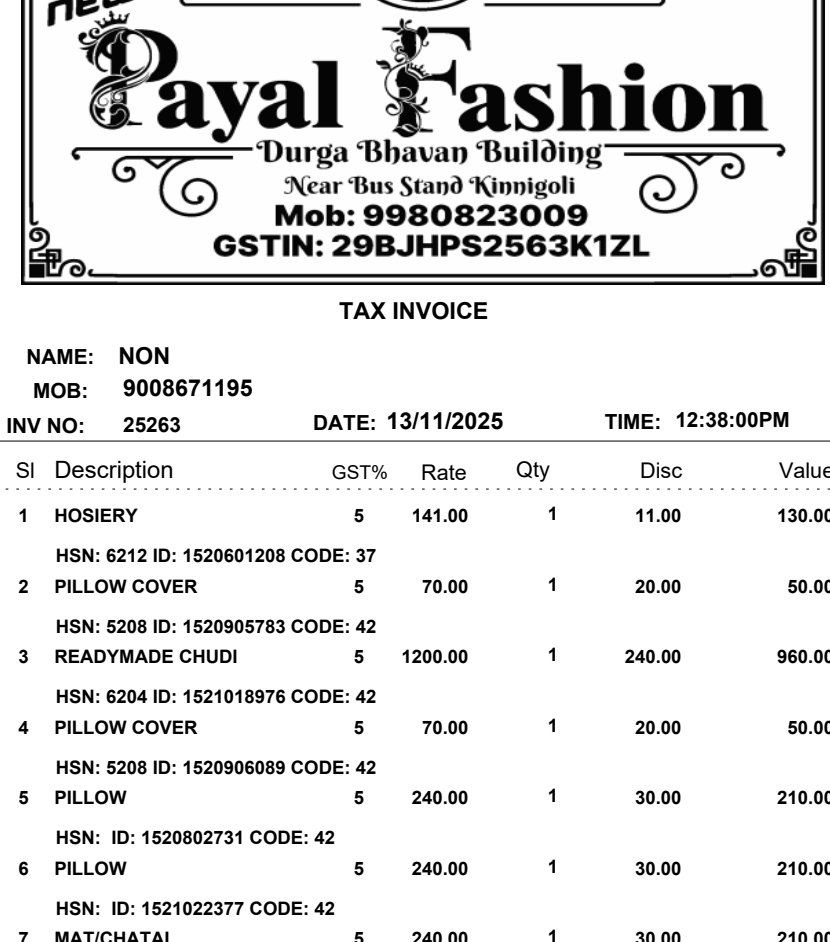 new
Payal Fashion
Durga Bhavan Building
Near Bus Stand Kinnigoli
Mob: 9980823009
GSTIN: 29BJHPS2563K1ZL
TAX INVOICE
NAME: NON
MOB: 9008671195
INV NO: 25263 DATE: 13/11/2025 TIME: 12:38:00PM
Sl Description GST% Rate Qty Disc Value
1 HOSIERY 5 141.00 1 11.00 130.00
HSN: 6212 ID: 1520601208 CODE: 37
2 PILLOW COVER 5 70.00 1 20.00 50.00
HSN: 5208 ID: 1520905783 CODE: 42
3 READYMADE CHUDI 5 1200.00 1 240.00 960.00
HSN: 6204 ID: 1521018976 CODE: 42
4 PILLOW COVER 5 70.00 1 20.00 50.00
HSN: 5208 ID: 1520906089 CODE: 42
5 PILLOW 5 240.00 1 30.00 210.00
HSN: ID: 1520802731 CODE: 42
6 PILLOW 5 240.00 1 30.00 210.00
HSN: ID: 1521022377 CODE: 42
7 MAT/CHATAI 5 240.00 1 30.00 210.00